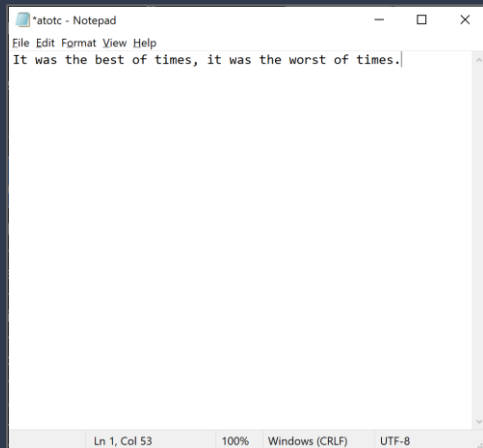 *atotc - Notepad
File Edit Format View Help
It was the best of times, it was the worst of times.
Ln 1, Col 53 100% Windows (CRLF) UTF-8